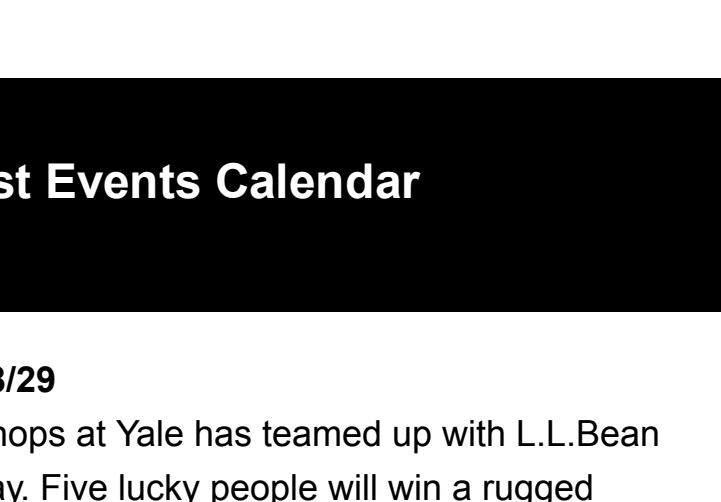 st Events Calendar
/29
hops at Yale has teamed up with L.L.Bean
ay. Five lucky people will win a rugged